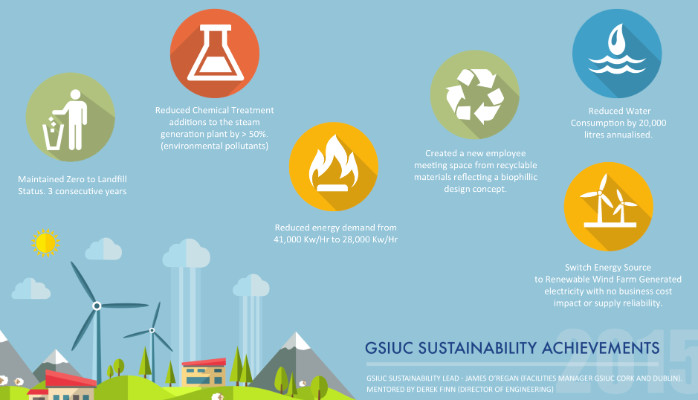 Maintained Zero to Landfill
Status. 3 consecutive years
Reduced Chemical Treatment
additions to the steam
generation plant by > 50%.
(environmental pollutants)
Reduced energy demand from
41,000 Kw/Hr to 28,000 Kw/Hr
Created a new employee
meeting space from recyclable
materials reflecting a biophillic
design concept.
Reduced Water
Consumption by 20,000
litres annualised.
Switch Energy Source
to Renewable Wind Farm Generated
electricity with no business cost
impact or supply reliability.
2015
GSIUC SUSTAINABILITY ACHIEVEMENTS
GSIUC SUSTAINABILITY LEAD - JAMES O'REGAN (FACILITIES MANAGER GSIUC CORK AND DUBLIN)
MENTORED BY DEREK FINN (DIRECTOR OF ENGINEERING)